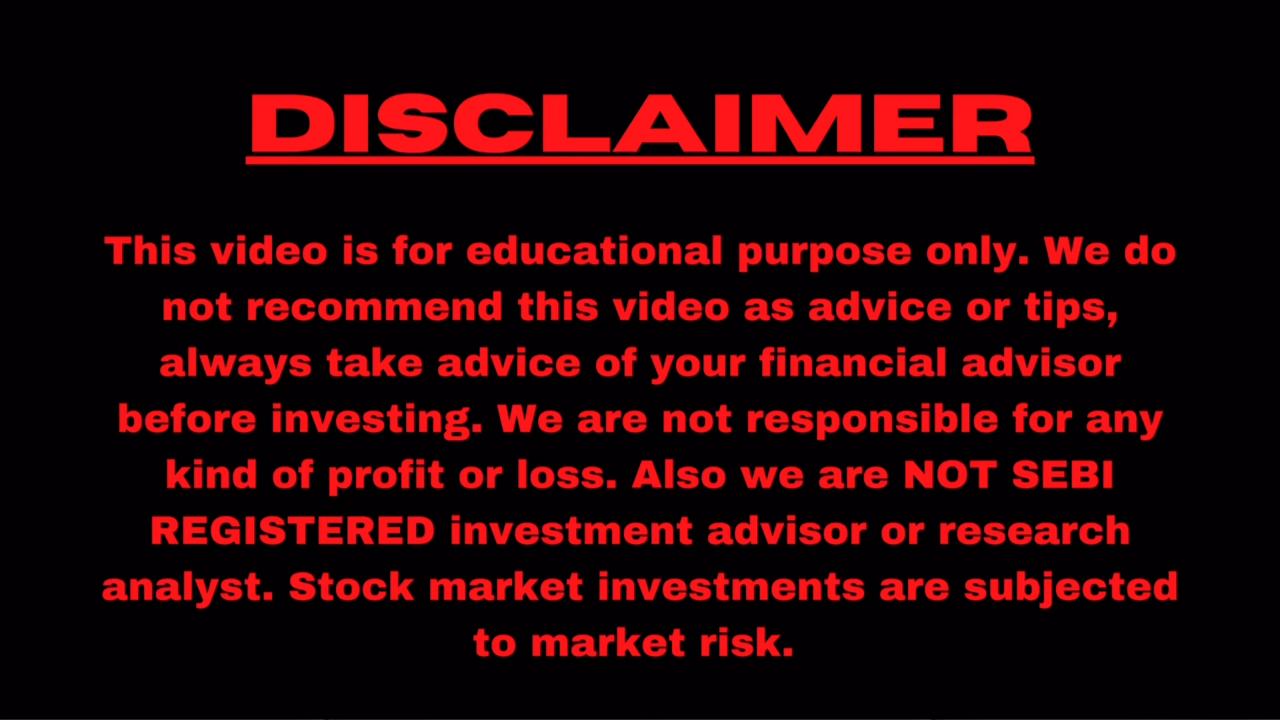 DISCLAIMER
This video is for educational purpose only. We do
not recommend this video as advice or tips,
always take advice of your financial advisor
before investing. We are not responsible for any
kind of profit or loss. Also we are NOT SEBI
REGISTERED investment advisor or research
analyst. Stock market investments are subjected
to market risk.